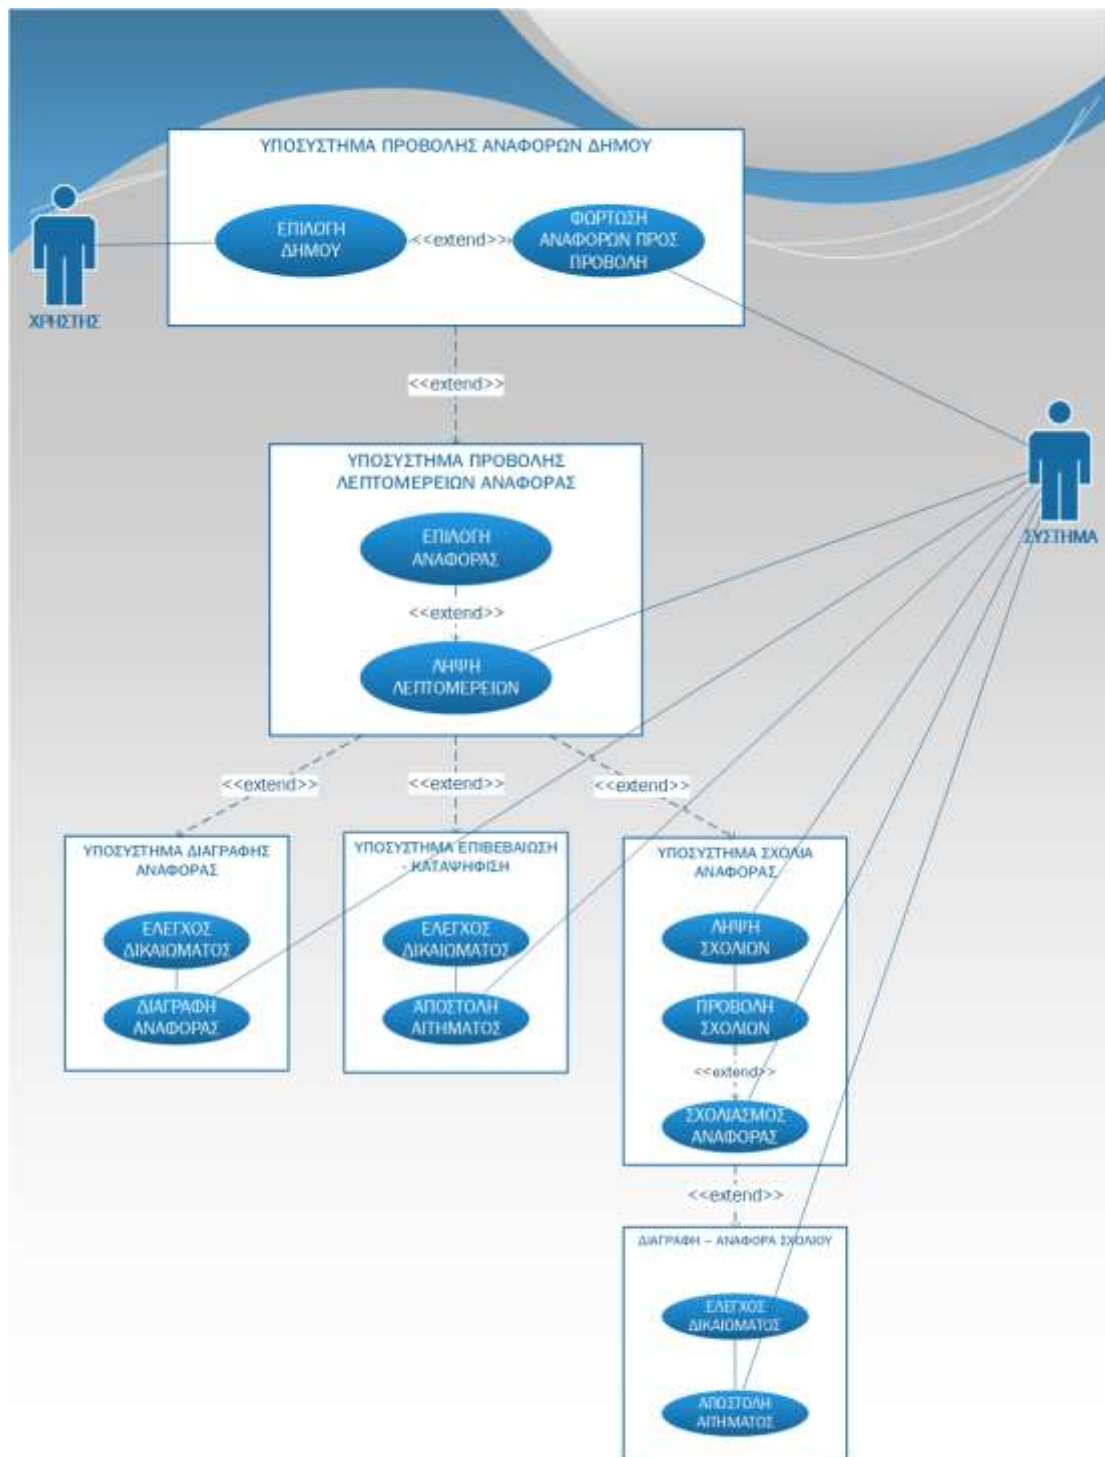 ΥΠΟΣΥΣΤΗΜΑ ΠΡΟΒΟΛΗΣ ΑΝΑΦΟΡΩΝ ΔΗΜΟΥ
ΕΠΙΛΟΓΗ
ΔΗΜΟΥ
<<extend>>
ΦΟΡΤΩΣΗ
ΑΝΑΦΟΡΩΝ ΠΡΟΣ
ΠΡΟΒΟΛΗ
ΧΡΗΣΤΗΣ
<<extend>>
ΥΠΟΣΥΣΤΗΜΑ ΠΡΟΒΟΛΗΣ
ΛΕΠΤΟΜΕΡΕΙΩΝ ΑΝΑΦΟΡΑΣ
ΕΠΙΛΟΓΗ
ΑΝΑΦΟΡΑΣ
ΣΥΣΤΗΜΑ
<<extend>>
ΛΗΨΗ
ΛΕΠΤΟΜΕΡΕΙΩΝ
<<extend>>
<<extend>>
<<extend>>
ΥΠΟΣΥΣΤΗΜΑ ΔΙΑΓΡΑΦΗΣ
ΑΝΑΦΟΡΑΣ
ΕΛΕΓΧΟΣ
ΔΙΚΑΙΩΜΑΤΟΣ
ΔΙΑΓΡΑΦΗ
ΑΝΑΦΟΡΑΣ
ΥΠΟΣΥΣΤΗΜΑ ΕΠΙΒΕΒΑΙΩΣΗ
- ΚΑΤΑΨΗΦΙΣΗ
ΕΛΕΓΧΟΣ
ΔΙΚΑΙΩΜΑΤΟΣ
ΑΠΟΣΤΟΛΗ
ΑΙΤΗΜΑΤΟΣ
ΥΠΟΣΥΣΤΗΜΑ ΣΧΟΛΙΑ
ΑΝΑΦΟΡΑΣ
ΛΗΨΗ
ΣΧΟΛΙΩΝ
ΠΡΟΒΟΛΗ
ΣΧΟΛΙΩΝ
<<extend>>
ΣΧΟΛΙΑΣΜΟΣ
ΑΝΑΦΟΡΑΣ
<<extend>>
ΔΙΑΓΡΑΦΗ – ΑΝΑΦΟΡΑ ΣΧΟΛΙΟΥ
ΕΛΕΓΧΟΣ
ΔΙΚΑΙΩΜΑΤΟΣ
ΑΠΟΣΤΟΛΗ
ΑΙΤΗΜΑΤΟΣ